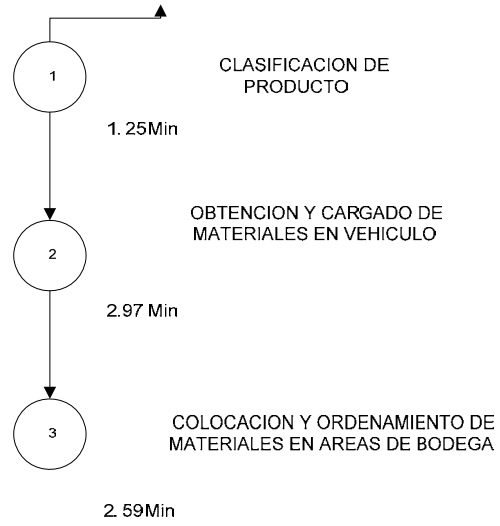 1
CLASIFICACION DE
PRODUCTO
1.25Min
2
OBTENCION Y CARGADO DE
MATERIALES EN VEHICULO
2.97 Min
3
COLOCACION Y ORDENAMIENTO DE
MATERIALES EN AREAS DE BODEGA
2.59Min